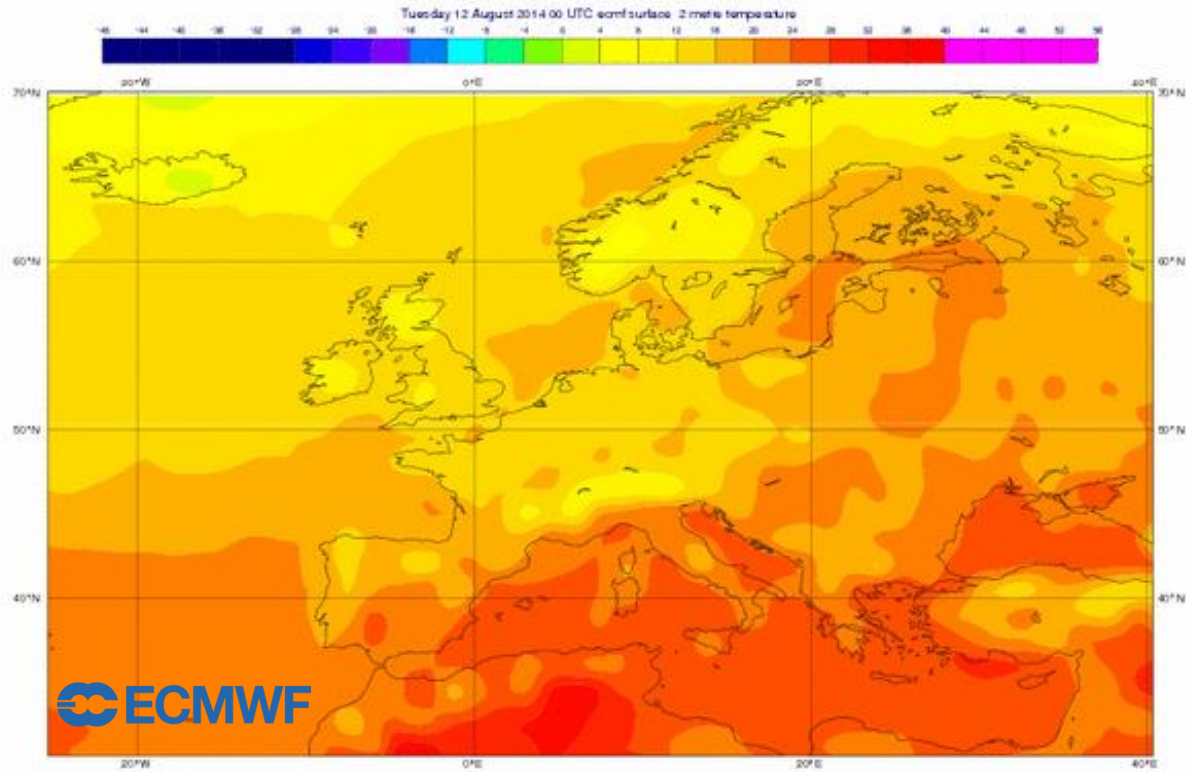 Tuesday 12 August 2014 00 UTC ecmf surface 2 metre temperature
-48 -44 -40 -36 -32 -28 -24 -20 -16 -12 -8 -4 0 4 8 12 16 20 24 28 32 36 40 44 48 52 56
20°W 0°E 20°E 40°E
70°N 70°N
60°N 60°N
50°N 50°N
40°N 40°N
ECMWF
20°W 0°E 20°E 40°E